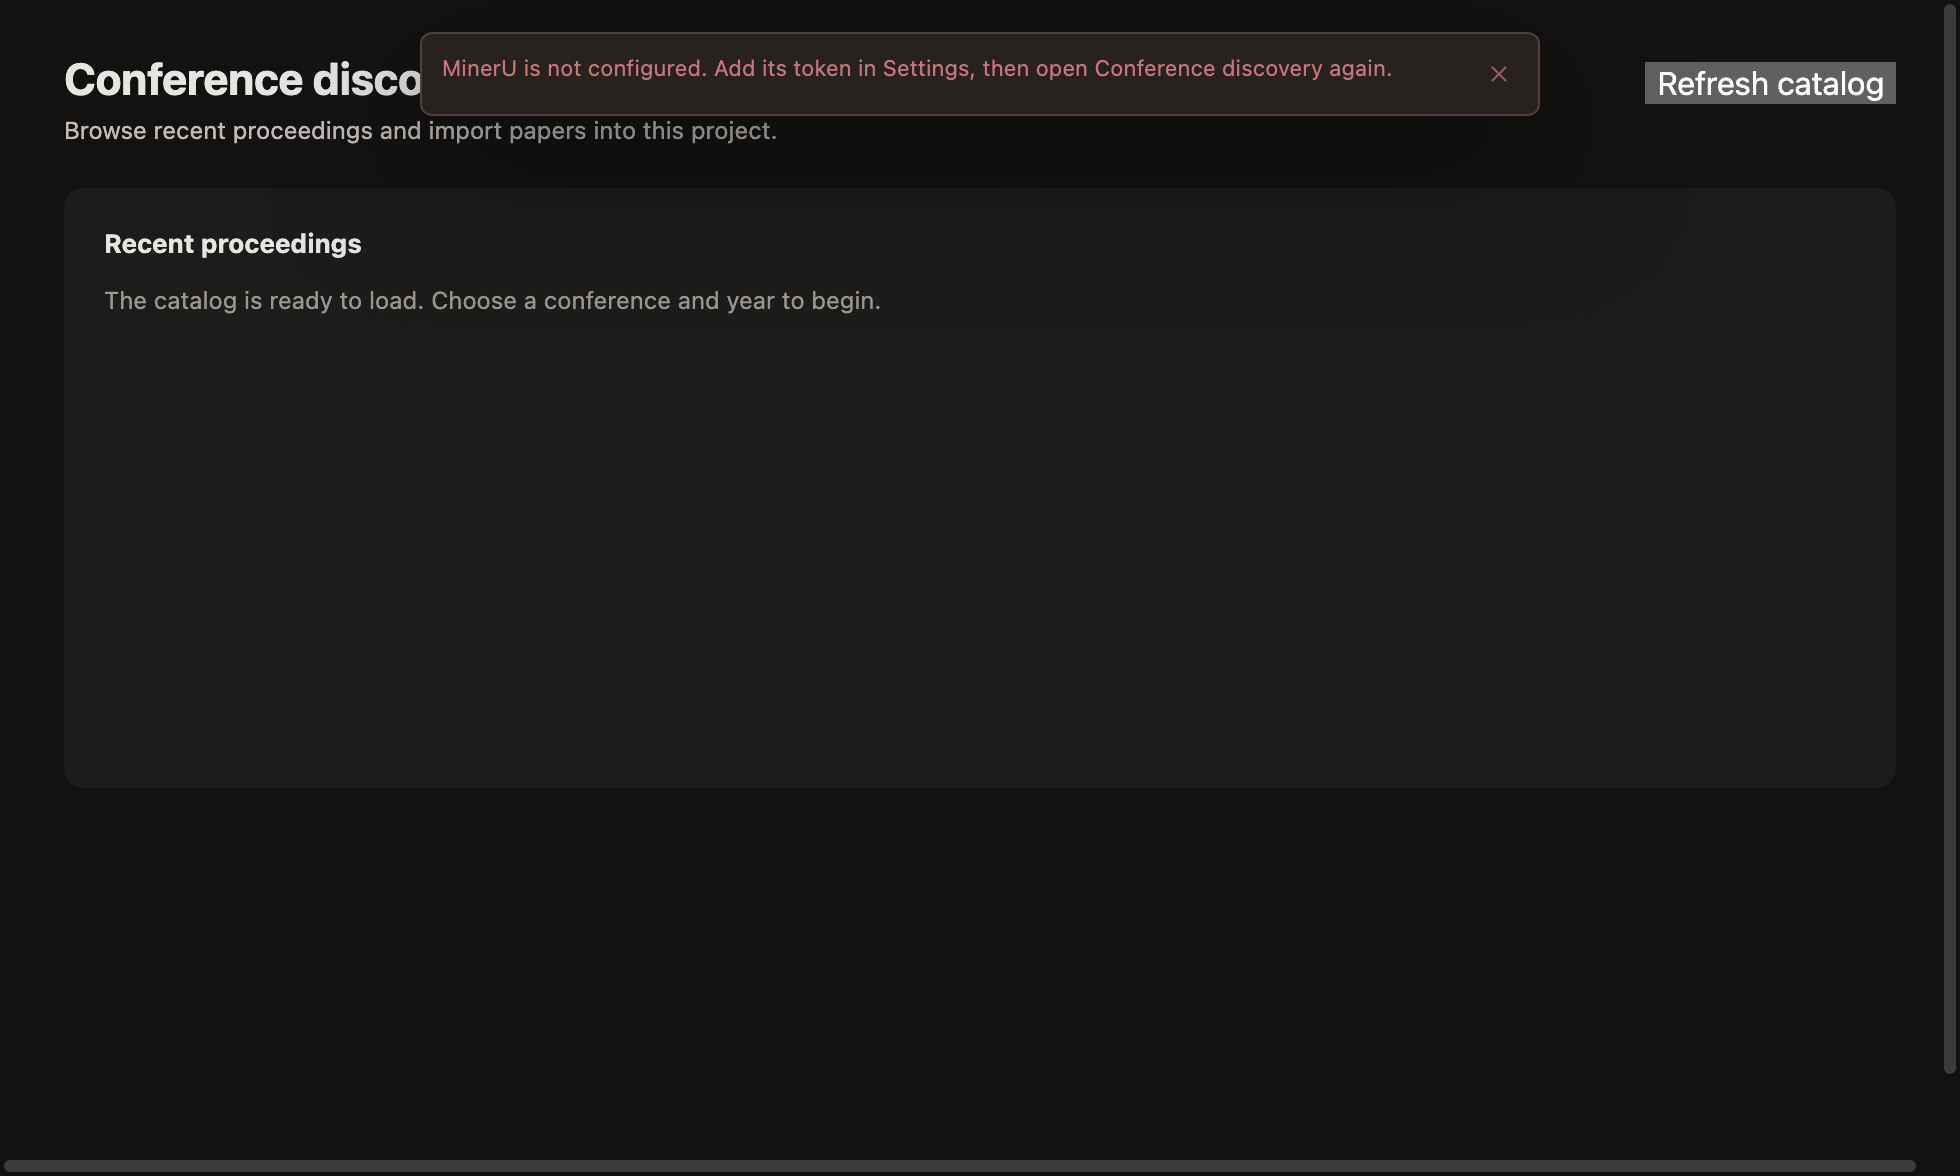 Conference disco
MinerU is not configured. Add its token in Settings, then open Conference discovery again.
Refresh catalog
Browse recent proceedings and import papers into this project.
Recent proceedings
The catalog is ready to load. Choose a conference and year to begin.